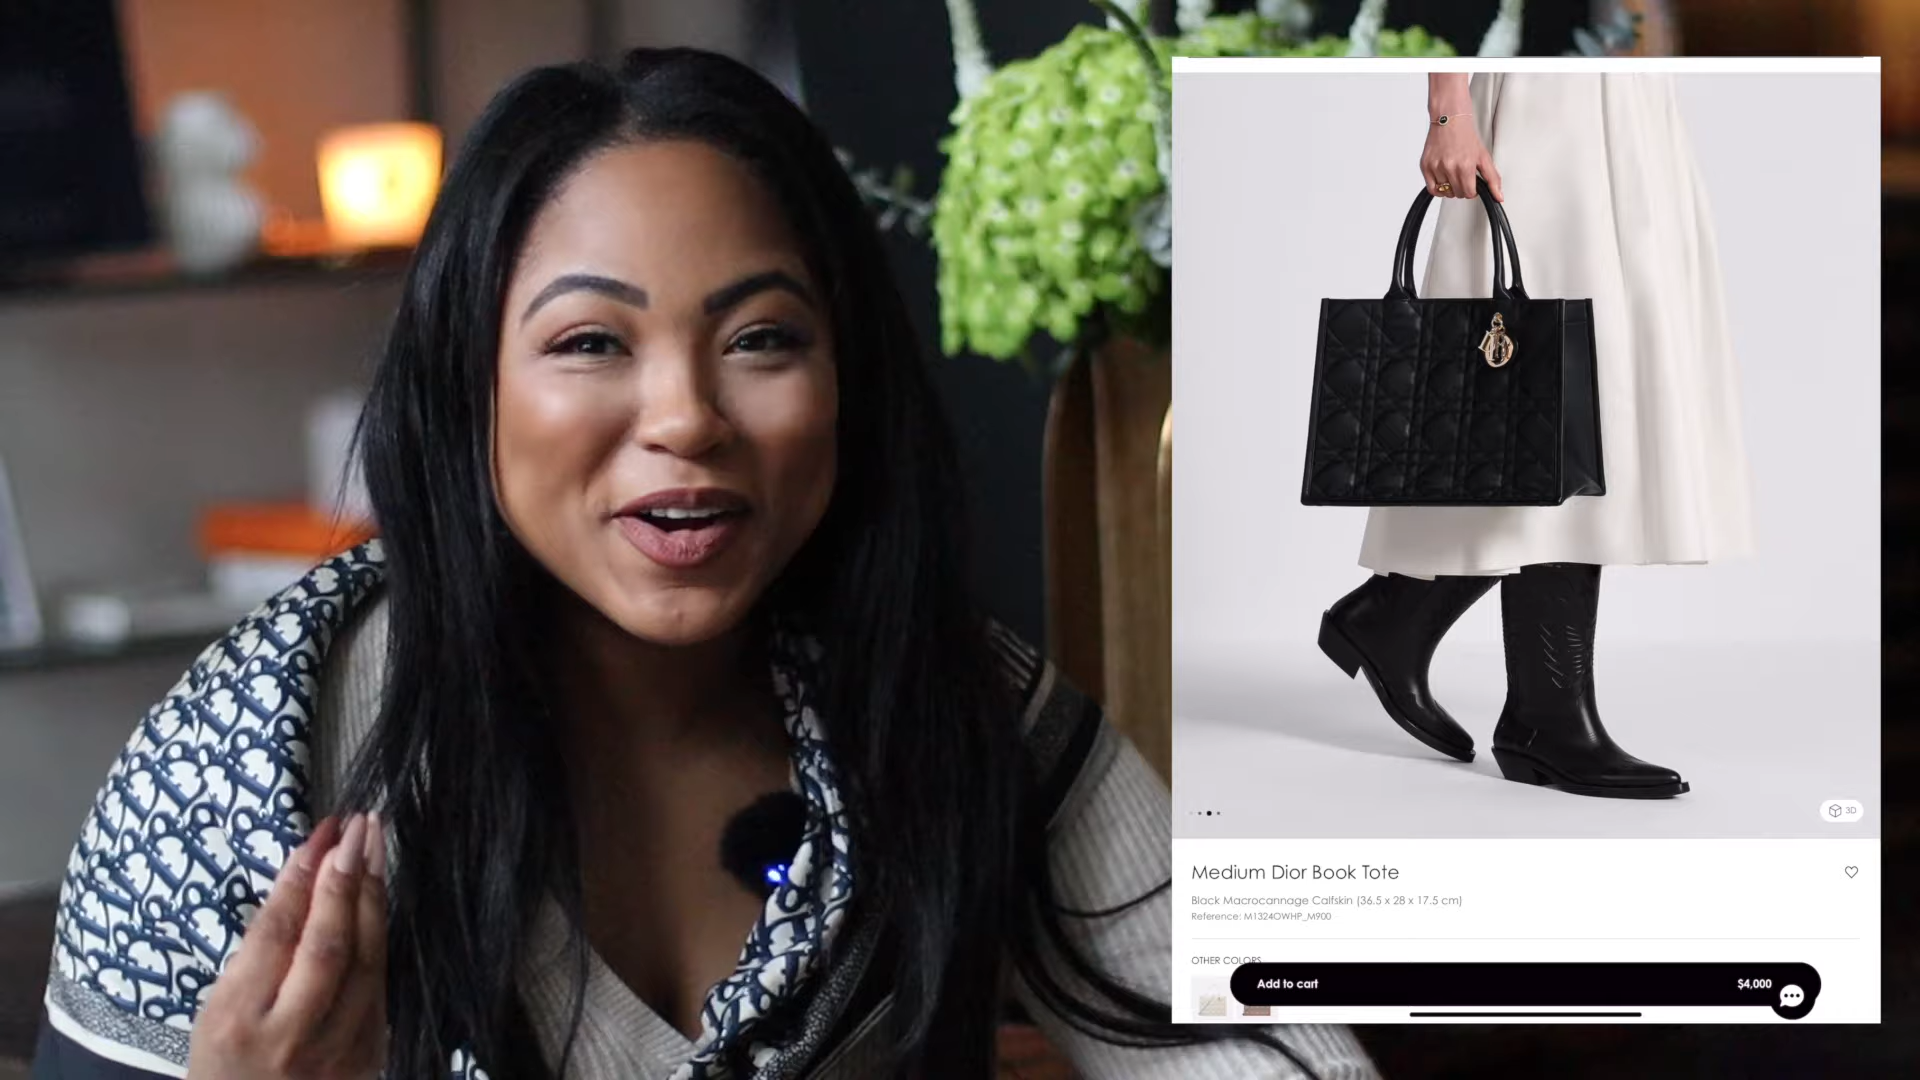 3D
Medium Dior Book Tote
Black Macrocannage Calfskin (36.5 x 28 x 17.5 cm)
Reference: M1324OWHP_M900
OTHER COLORS
Add to cart $4,000